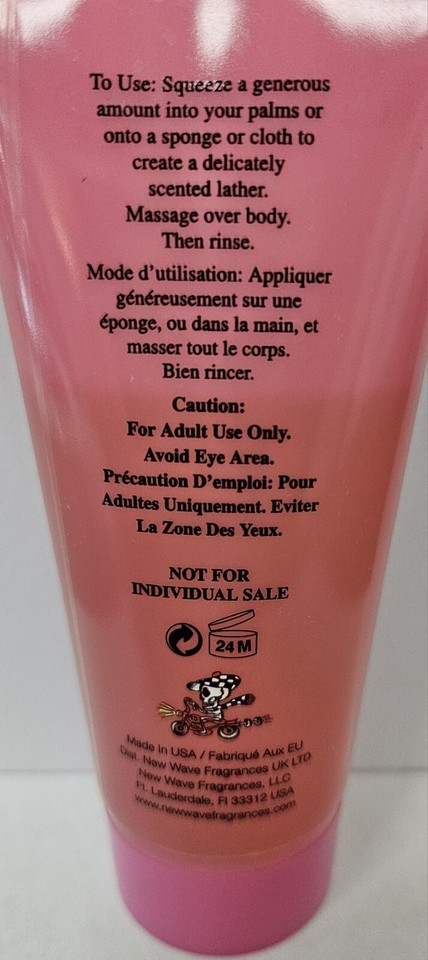 To Use: Squeeze a generous
amount into your palms or
onto a sponge or cloth to
create a delicately
scented lather.
Massage over body.
Then rinse.
Mode d'utilisation: Appliquer
généreusement sur une
éponge, ou dans la main, et
masser tout le corps.
Bien rincer.
Caution:
For Adult Use Only.
Avoid Eye Area.
Précaution D'emploi: Pour
Adultes Uniquement. Eviter
La Zone Des Yeux.
NOT FOR
INDIVIDUAL SALE
24 M
Made in USA / Fabriqué Aux EU
Dist. New Wave Fragrances UK LTD
New Wave Fragrances, LLC
Ft. Lauderdale, Fl 33312 USA
www.newwavefragrances.com